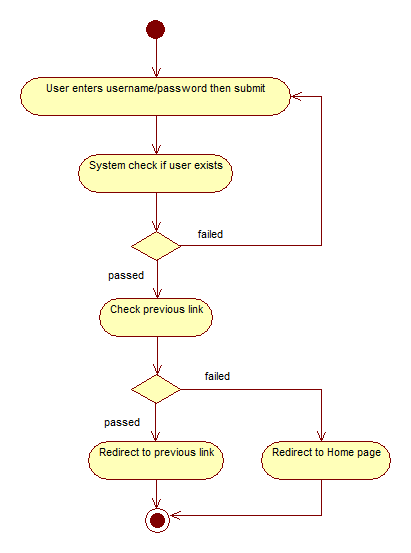 User enters username/password then submit
System check if user exists
failed
passed
Check previous link
failed
passed
Redirect to previous link
Redirect to Home page